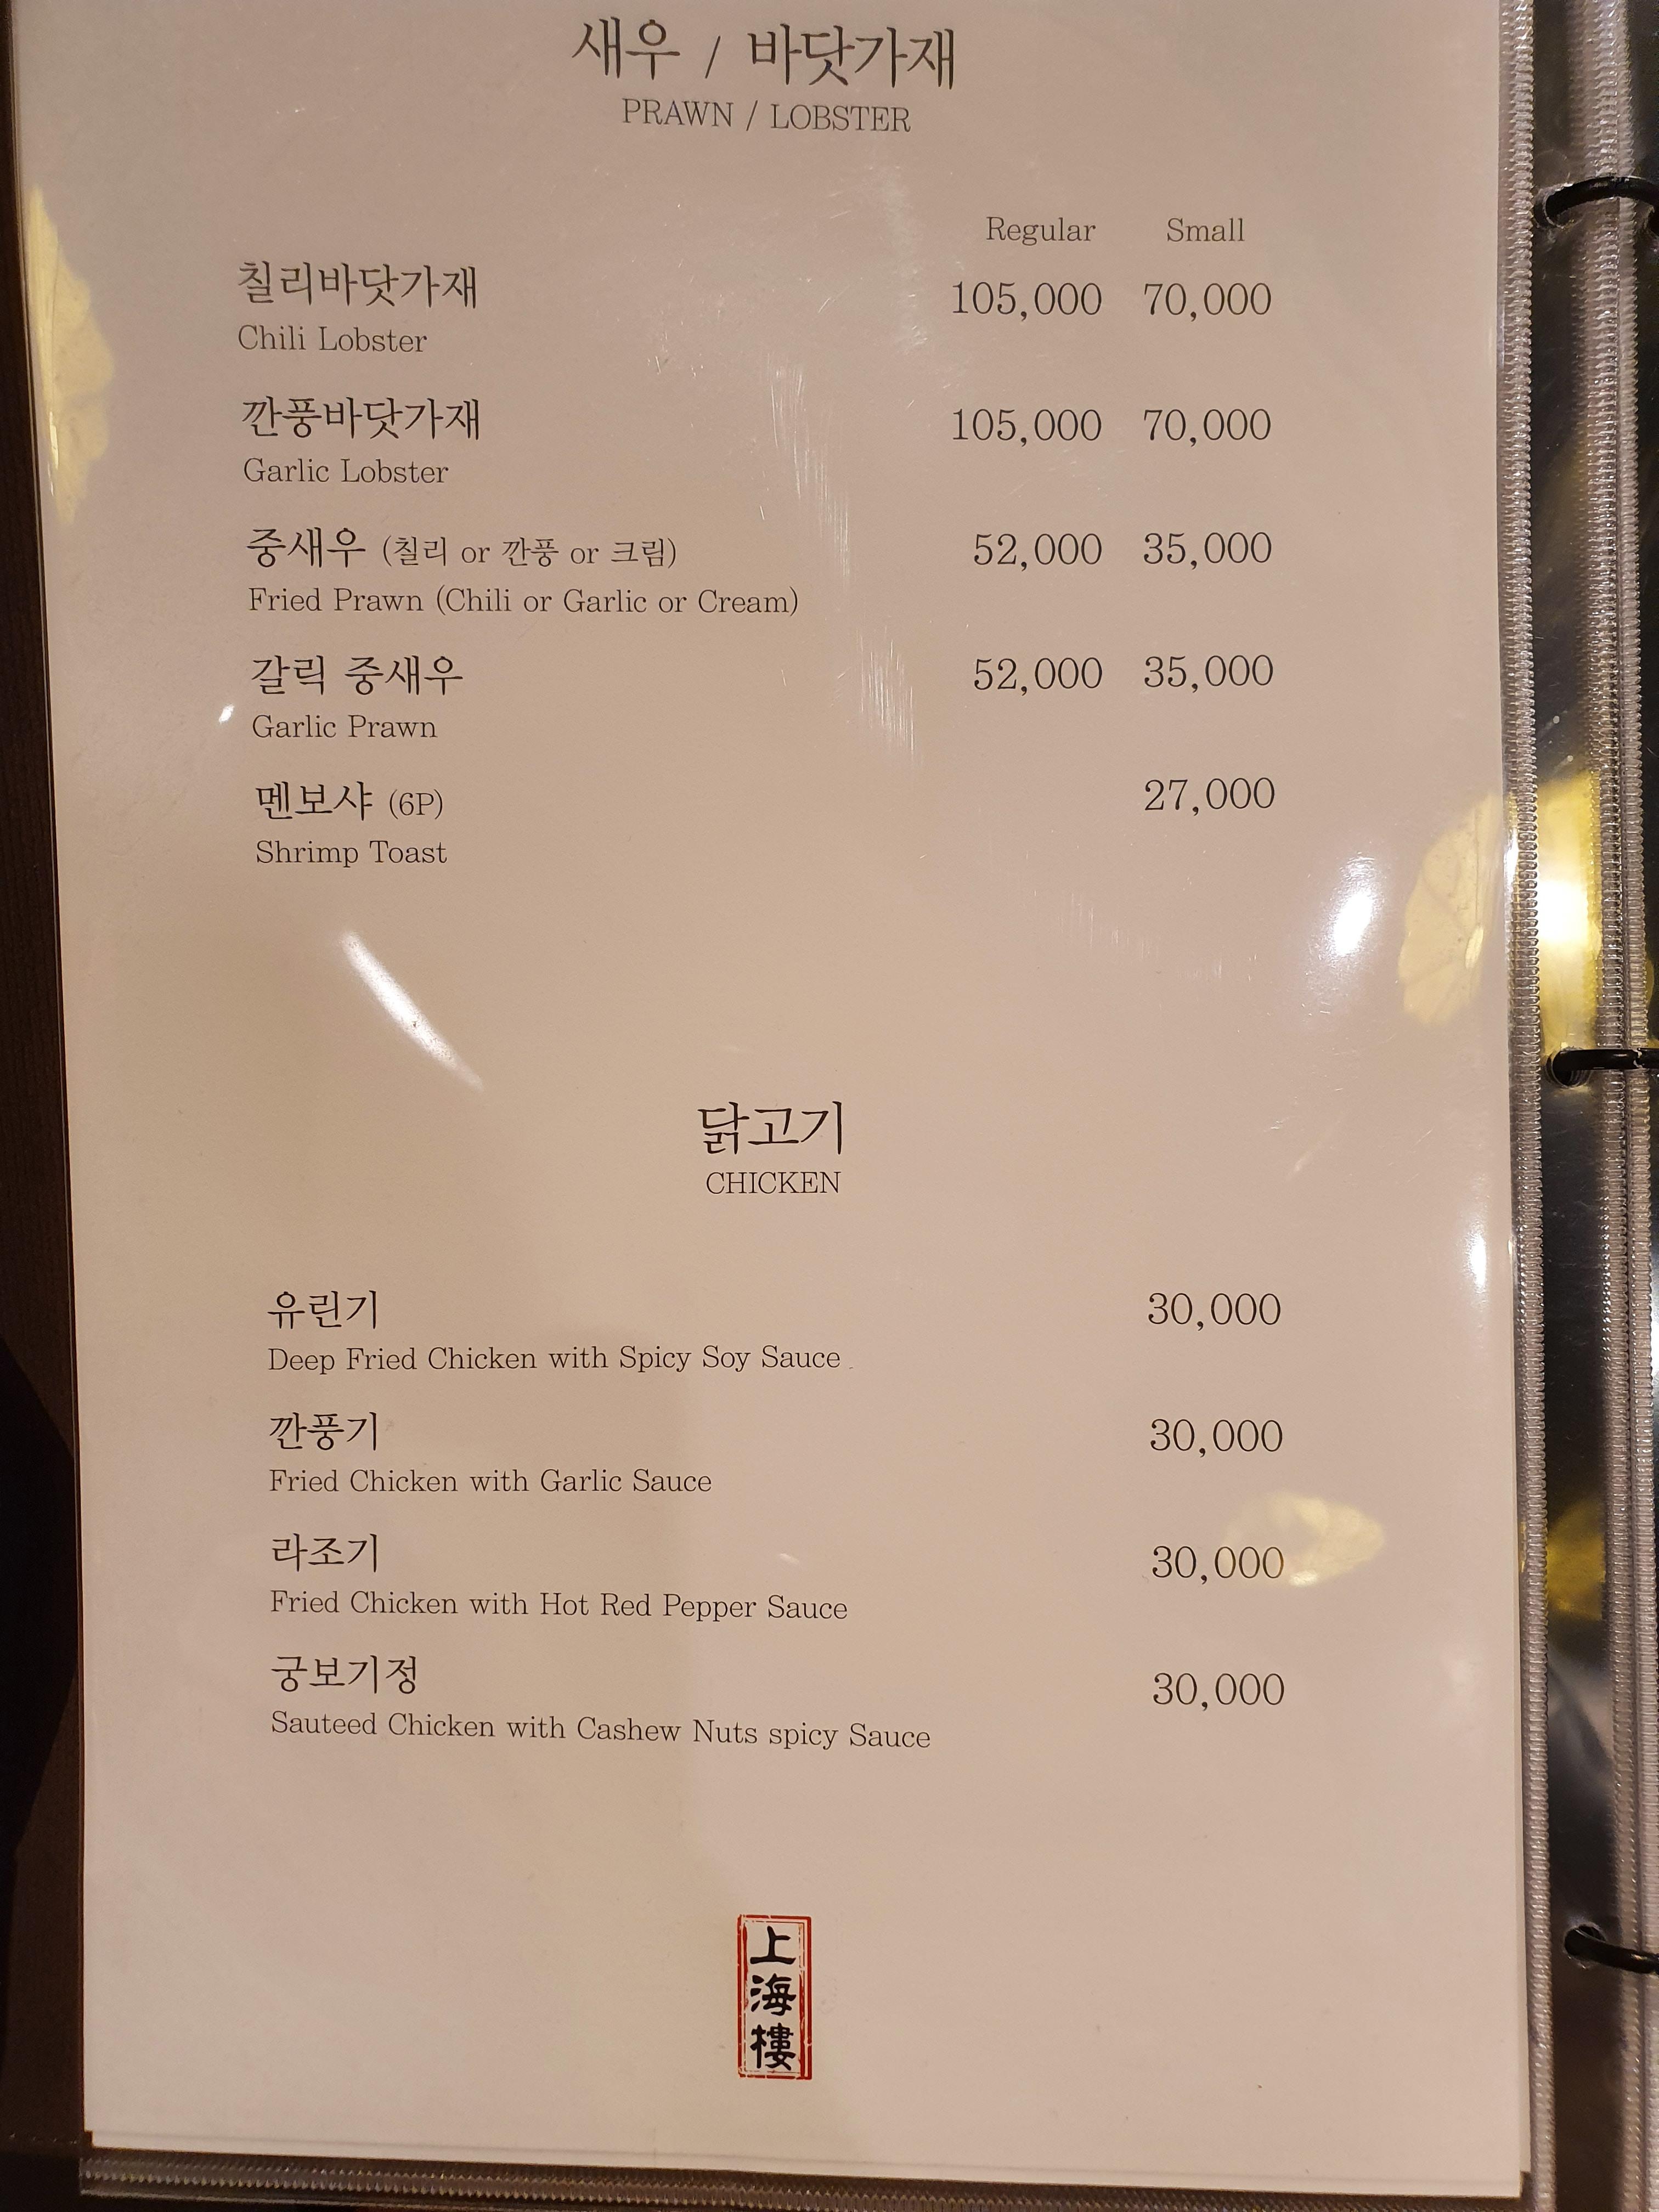 새우 / 바닷가재
PRAWN / LOBSTER
Regular Small
칠리바닷가재 105,000 70,000
Chili Lobster
깐풍바닷가재 105,000 70,000
Garlic Lobster
중새우 (칠리 or 깐풍 or 크림) 52,000 35,000
Fried Prawn (Chili or Garlic or Cream)
갈릭 중새우 52,000 35,000
Garlic Prawn
멘보샤 (6P) 27,000
Shrimp Toast
닭고기
CHICKEN
유린기 30,000
Deep Fried Chicken with Spicy Soy Sauce
깐풍기 30,000
Fried Chicken with Garlic Sauce
라조기 30,000
Fried Chicken with Hot Red Pepper Sauce
궁보기정 30,000
Sauteed Chicken with Cashew Nuts spicy Sauce
上海樓